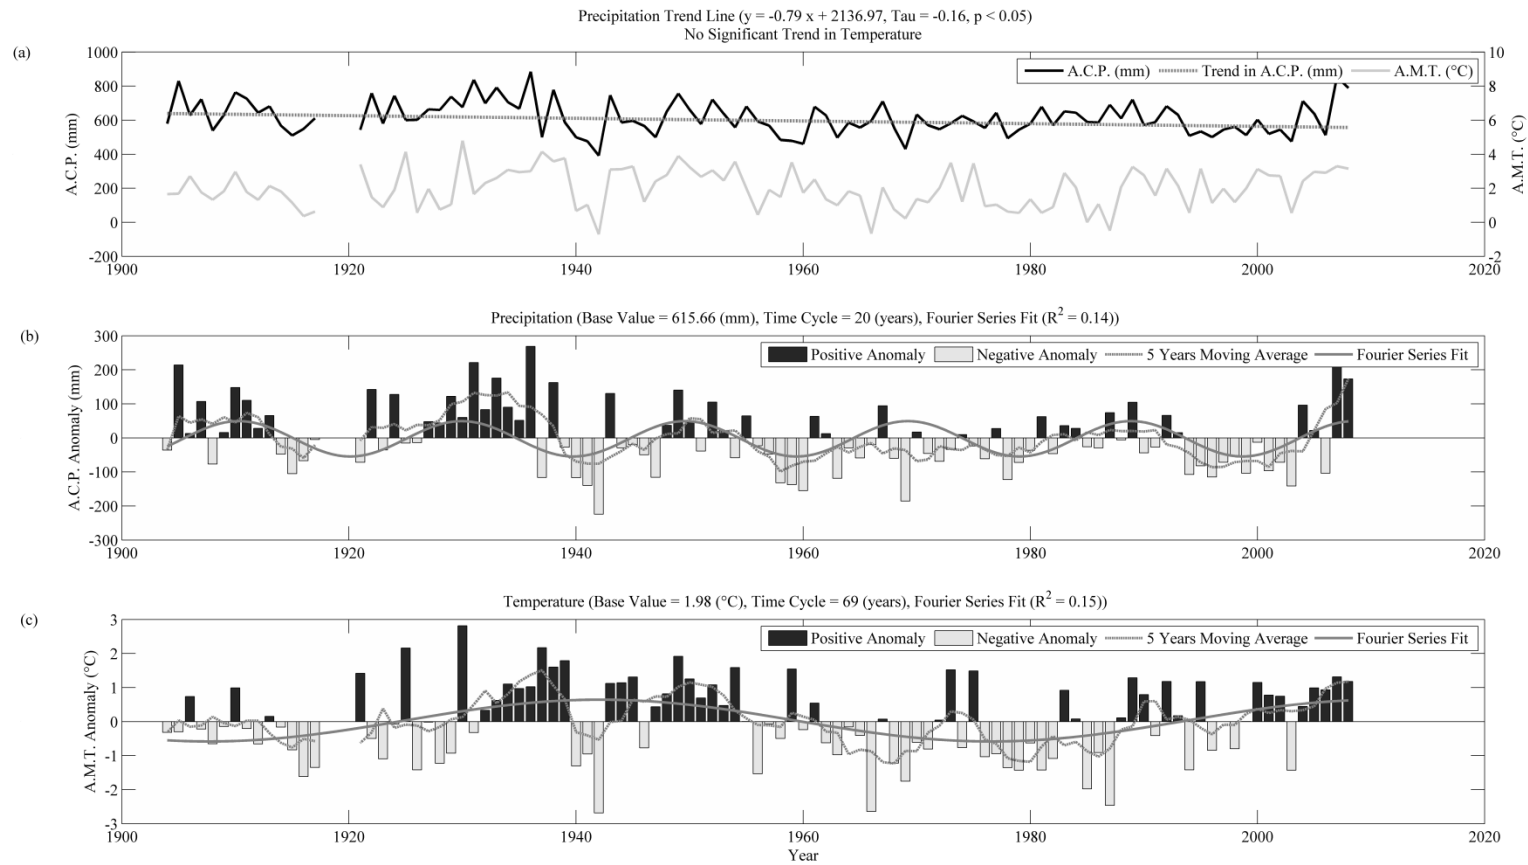 Precipitation Trend Line (y = -0.79 x + 2136.97, Tau = -0.16, p < 0.05)
No Significant Trend in Temperature
(a)
A.C.P. (mm)
1000
800
600
400
200
0
-200
A.C.P. (mm) Trend in A.C.P. (mm) A.M.T. (°C)
10
8
6
4
2
0
-2
A.M.T. (°C)
1900 1920 1940 1960 1980 2000 2020
Precipitation (Base Value = 615.66 (mm), Time Cycle = 20 (years), Fourier Series Fit (R² = 0.14))
(b)
A.C.P. Anomaly (mm)
300
200
100
0
-100
-200
-300
Positive Anomaly Negative Anomaly 5 Years Moving Average Fourier Series Fit
1900 1920 1940 1960 1980 2000 2020
Temperature (Base Value = 1.98 (°C), Time Cycle = 69 (years), Fourier Series Fit (R² = 0.15))
(c)
A.M.T. Anomaly (°C)
3
2
1
0
-1
-2
-3
Positive Anomaly Negative Anomaly 5 Years Moving Average Fourier Series Fit
1900 1920 1940 1960 1980 2000 2020
Year